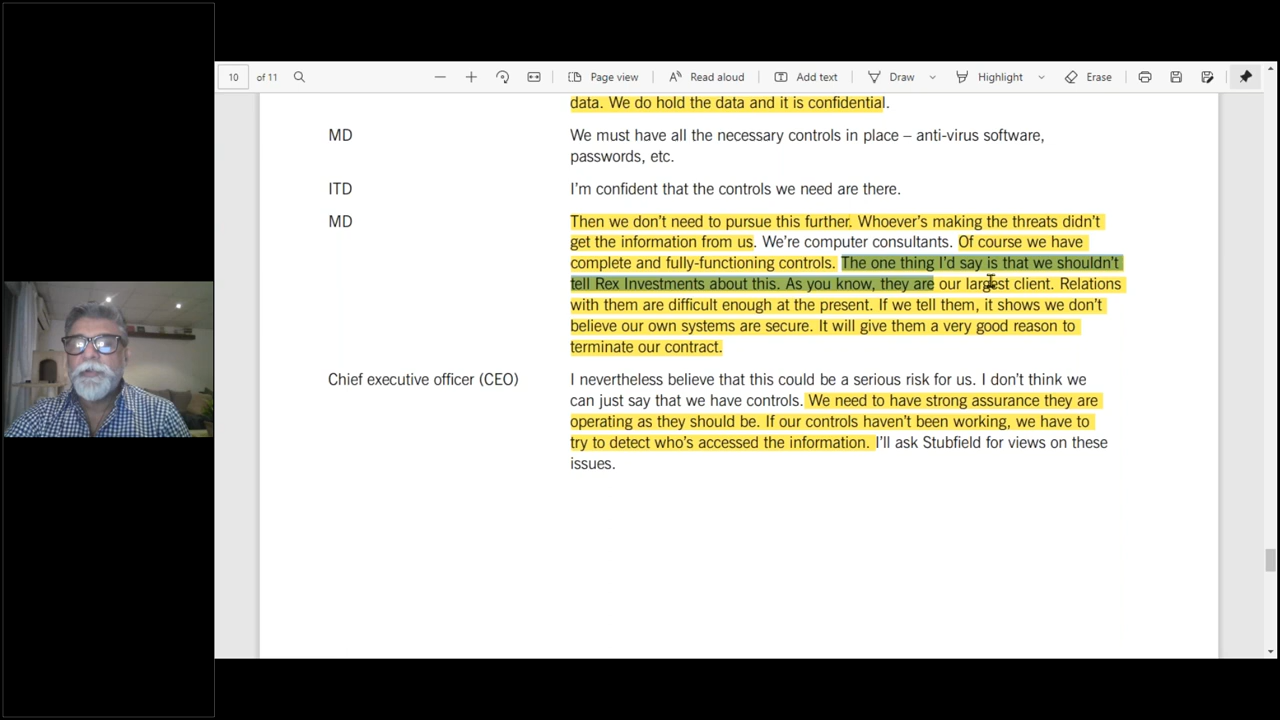 10 of 11 Page view Read aloud Add text Draw Highlight Erase
data. We do hold the data and it is confidential.
MD We must have all the necessary controls in place – anti-virus software,
passwords, etc.
ITD I'm confident that the controls we need are there.
MD Then we don't need to pursue this further. Whoever's making the threats didn't
get the information from us. We're computer consultants. Of course we have
complete and fully-functioning controls. The one thing I'd say is that we shouldn't
tell Rex Investments about this. As you know, they are our largest client. Relations
with them are difficult enough at the present. If we tell them, it shows we don't
believe our own systems are secure. It will give them a very good reason to
terminate our contract.
Chief executive officer (CEO) I nevertheless believe that this could be a serious risk for us. I don't think we
can just say that we have controls. We need to have strong assurance they are
operating as they should be. If our controls haven't been working, we have to
try to detect who's accessed the information. I'll ask Stubfield for views on these
issues.